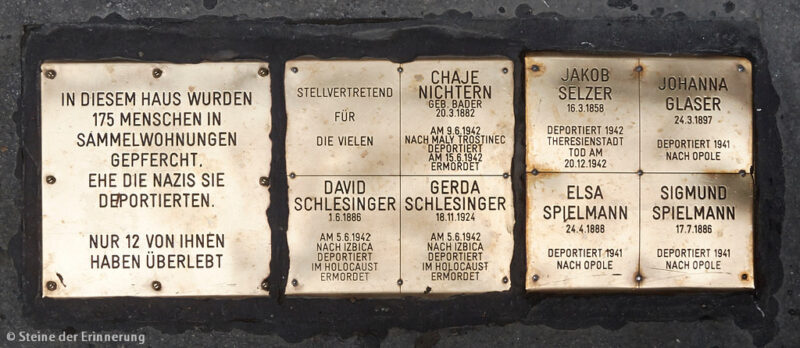 IN DIESEM HAUS WURDEN
175 MENSCHEN IN
SAMMELWOHNUNGEN
GEPFERCHT,
EHE DIE NAZIS SIE
DEPORTIERTEN.
NUR 12 VON IHNEN
HABEN ÜBERLEBT
STELLVERTRETEND
FÜR
DIE VIELEN
CHAJE
NICHTERN
GEB. BADER
20.3.1882
AM 9.6.1942
NACH MALY TROSTINEC
DEPORTIERT
AM 15.6.1942
ERMORDET
DAVID
SCHLESINGER
1.6.1886
AM 5.6.1942
NACH IZBICA
DEPORTIERT
IM HOLOCAUST
ERMORDET
GERDA
SCHLESINGER
18.11.1924
AM 5.6.1942
NACH IZBICA
DEPORTIERT
IM HOLOCAUST
ERMORDET
JAKOB
SELZER
16.3.1858
DEPORTIERT 1942
THERESIENSTADT
TOD AM
20.12.1942
JOHANNA
GLASER
24.3.1897
DEPORTIERT 1941
NACH OPOLE
ELSA
SPIELMANN
24.4.1888
DEPORTIERT 1941
NACH OPOLE
SIGMUND
SPIELMANN
17.7.1886
DEPORTIERT 1941
NACH OPOLE
© Steine der Erinnerung